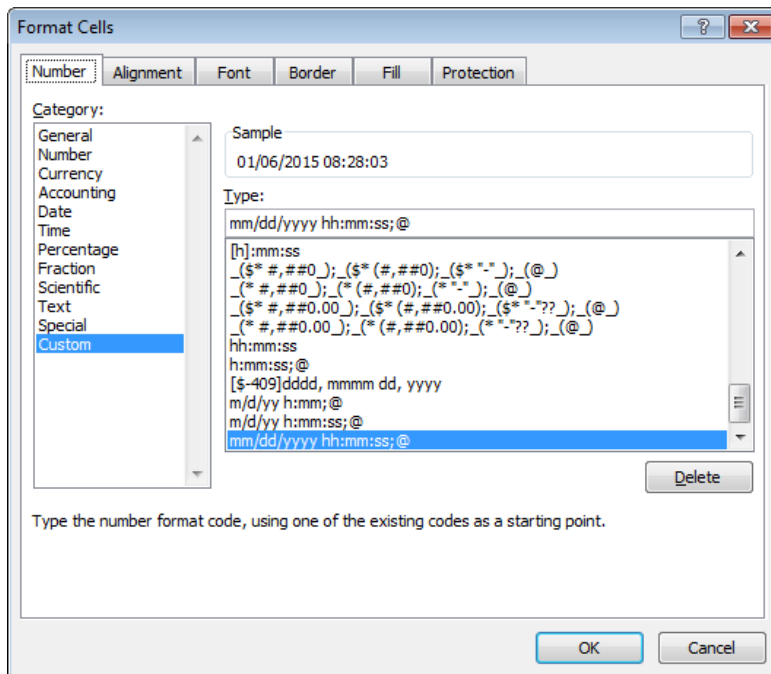 Format Cells
Number Alignment Font Border Fill Protection
Category:
General
Number
Currency
Accounting
Date
Time
Percentage
Fraction
Scientific
Text
Special
Custom
Sample
01/06/2015 08:28:03
Type:
mm/dd/yyyy hh:mm:ss;@
[h]:mm:ss
_($* #,##0_);_($* (#,##0);_($* "-"_);_(@_)
_(* #,##0_);_(* (#,##0);_(* "-"_);_(@_)
_($* #,##0.00_);_($* (#,##0.00);_($* "-"??_);_(@_)
_(* #,##0.00_);_(* (#,##0.00);_(* "-"??_);_(@_)
hh:mm:ss
h:mm:ss;@
[$-409]dddd, mmmm dd, yyyy
m/d/yy h:mm;@
m/d/yy h:mm:ss;@
mm/dd/yyyy hh:mm:ss;@
Delete
Type the number format code, using one of the existing codes as a starting point.
OK Cancel